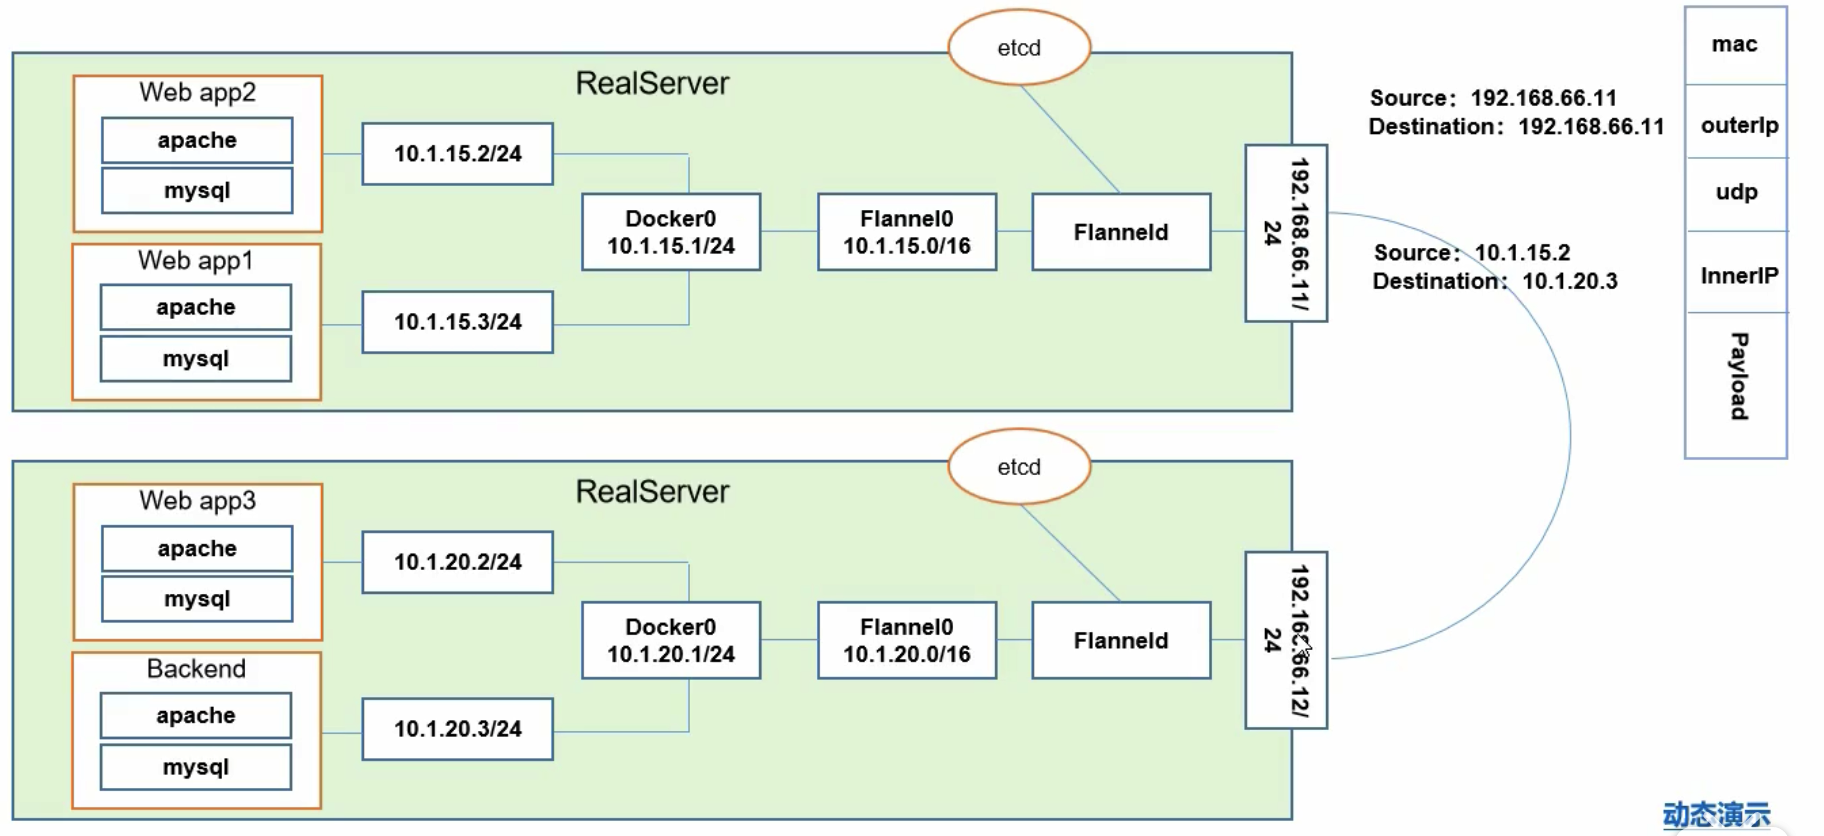 etcd
RealServer
Web app2
apache
mysql
10.1.15.2/24
Web app1
apache
mysql
10.1.15.3/24
Docker0
10.1.15.1/24
Flannel0
10.1.15.0/16
Flanneld
192.168.66.11/
24
Source：192.168.66.11
Destination：192.168.66.11
Source：10.1.15.2
Destination：10.1.20.3
mac
outerIp
udp
InnerIP
Payload
etcd
RealServer
Web app3
apache
mysql
10.1.20.2/24
Backend
apache
mysql
10.1.20.3/24
Docker0
10.1.20.1/24
Flannel0
10.1.20.0/16
Flanneld
192.168.66.12/
24
动态演示